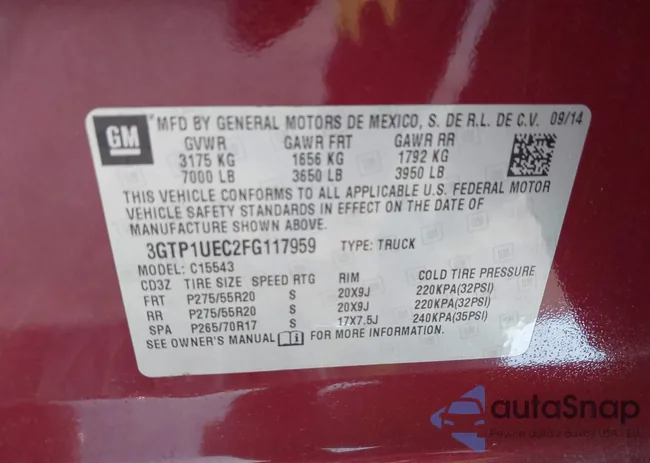 GM
MFD BY GENERAL MOTORS DE MEXICO, S. DE R.L. DE C.V. 09/14
GVWR GAWR FRT GAWR RR
3175 KG 1656 KG 1792 KG
7000 LB 3650 LB 3950 LB
THIS VEHICLE CONFORMS TO ALL APPLICABLE U.S. FEDERAL MOTOR
VEHICLE SAFETY STANDARDS IN EFFECT ON THE DATE OF
MANUFACTURE SHOWN ABOVE.
3GTP1UEC2FG117959 TYPE: TRUCK
MODEL: C15543
CD3Z TIRE SIZE SPEED RTG RIM COLD TIRE PRESSURE
FRT P275/55R20 S 20X9J 220KPA(32PSI)
RR P275/55R20 S 20X9J 220KPA(32PSI)
SPA P265/70R17 S 17X7.5J 240KPA(35PSI)
SEE OWNER'S MANUAL FOR MORE INFORMATION.
autaSnap